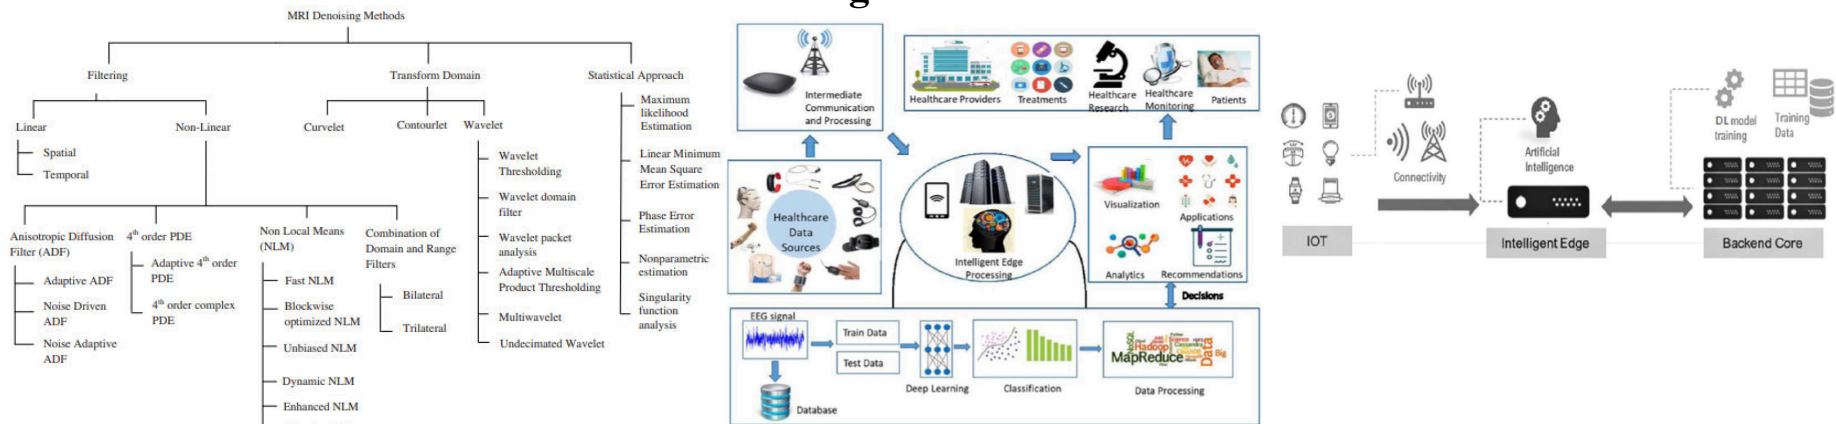 g
MRI Denoising Methods
Filtering
Transform Domain
Statistical Approach
Linear
Non-Linear
Spatial
Temporal
Curvelet
Contourlet
Wavelet
Anisotropic Diffusion
Filter (ADF)
Adaptive ADF
Noise Driven
ADF
Noise Adaptive
ADF
4th order PDE
Adaptive 4th order
PDE
4th order complex
PDE
Non Local Means
(NLM)
Fast NLM
Blockwise
optimized NLM
Unbiased NLM
Dynamic NLM
Enhanced NLM
Combination of
Domain and Range
Filters
Bilateral
Trilateral
Wavelet
Thresholding
Wavelet domain
filter
Wavelet packet
analysis
Adaptive Multiscale
Product Thresholding
Multiwavelet
Undecimated Wavelet
Maximum
likelihood
Estimation
Linear Minimum
Mean Square
Error Estimation
Phase Error
Estimation
Nonparametric
estimation
Singularity
function
analysis
Intermediate
Communication
and Processing
Healthcare Providers
Treatments
Healthcare
Research
Healthcare
Monitoring
Patients
Healthcare
Data
Sources
Intelligent Edge
Processing
Visualization
Applications
Analytics
Recommendations
Decisions
EEG signal
Train Data
Test Data
Database
Deep Learning
Classification
NoSQL
Hadoop
MapReduce
Cassandra
Data
Big
Data Processing
IOT
Connectivity
Artificial
Intelligence
Intelligent Edge
DL model
training
Training
Data
Backend Core